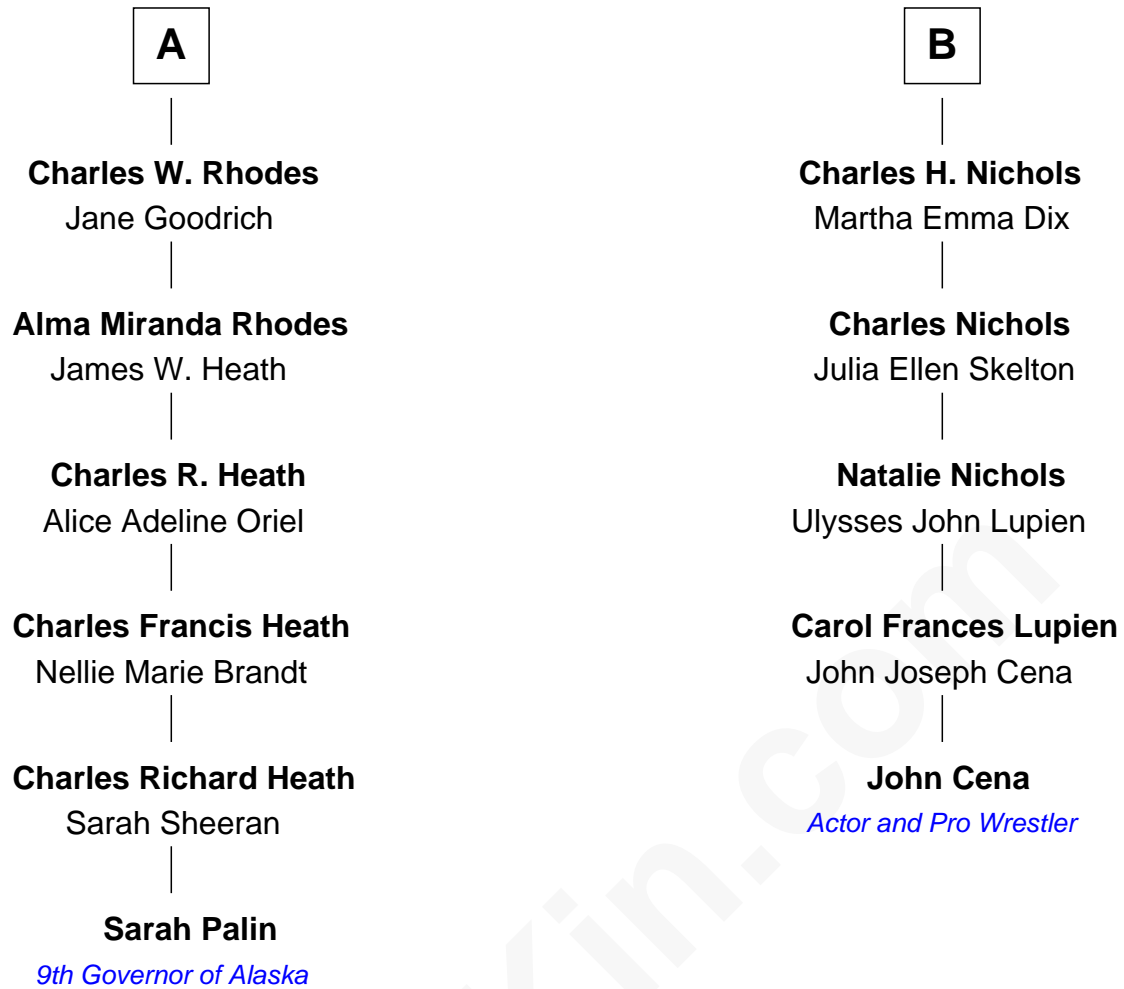 A
Charles W. Rhodes
Jane Goodrich
Alma Miranda Rhodes
James W. Heath
Charles R. Heath
Alice Adeline Oriel
Charles Francis Heath
Nellie Marie Brandt
Charles Richard Heath
Sarah Sheeran
Sarah Palin
9th Governor of Alaska
B
Charles H. Nichols
Martha Emma Dix
Charles Nichols
Julia Ellen Skelton
Natalie Nichols
Ulysses John Lupien
Carol Frances Lupien
John Joseph Cena
John Cena
Actor and Pro Wrestler
Kin.com